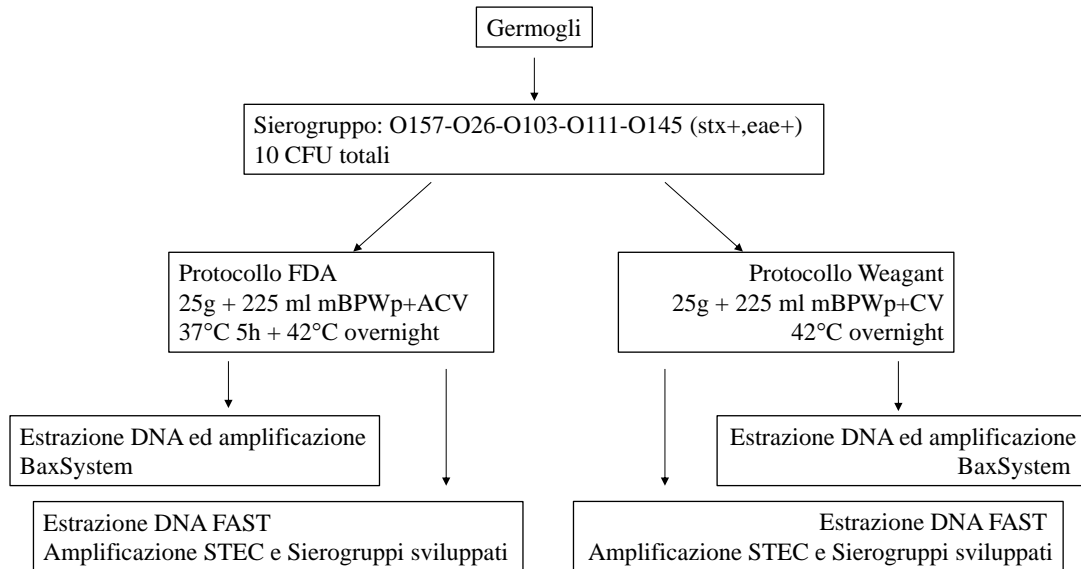 Germogli
Sierogruppo: O157-O26-O103-O111-O145 (stx+,eae+)
10 CFU totali
Protocollo FDA
25g + 225 ml mBPWp+ACV
37°C 5h + 42°C overnight
Protocollo Weagant
25g + 225 ml mBPWp+CV
42°C overnight
Estrazione DNA ed amplificazione
BaxSystem
Estrazione DNA ed amplificazione
BaxSystem
Estrazione DNA FAST
Amplificazione STEC e Sierogruppi sviluppati
Estrazione DNA FAST
Amplificazione STEC e Sierogruppi sviluppati